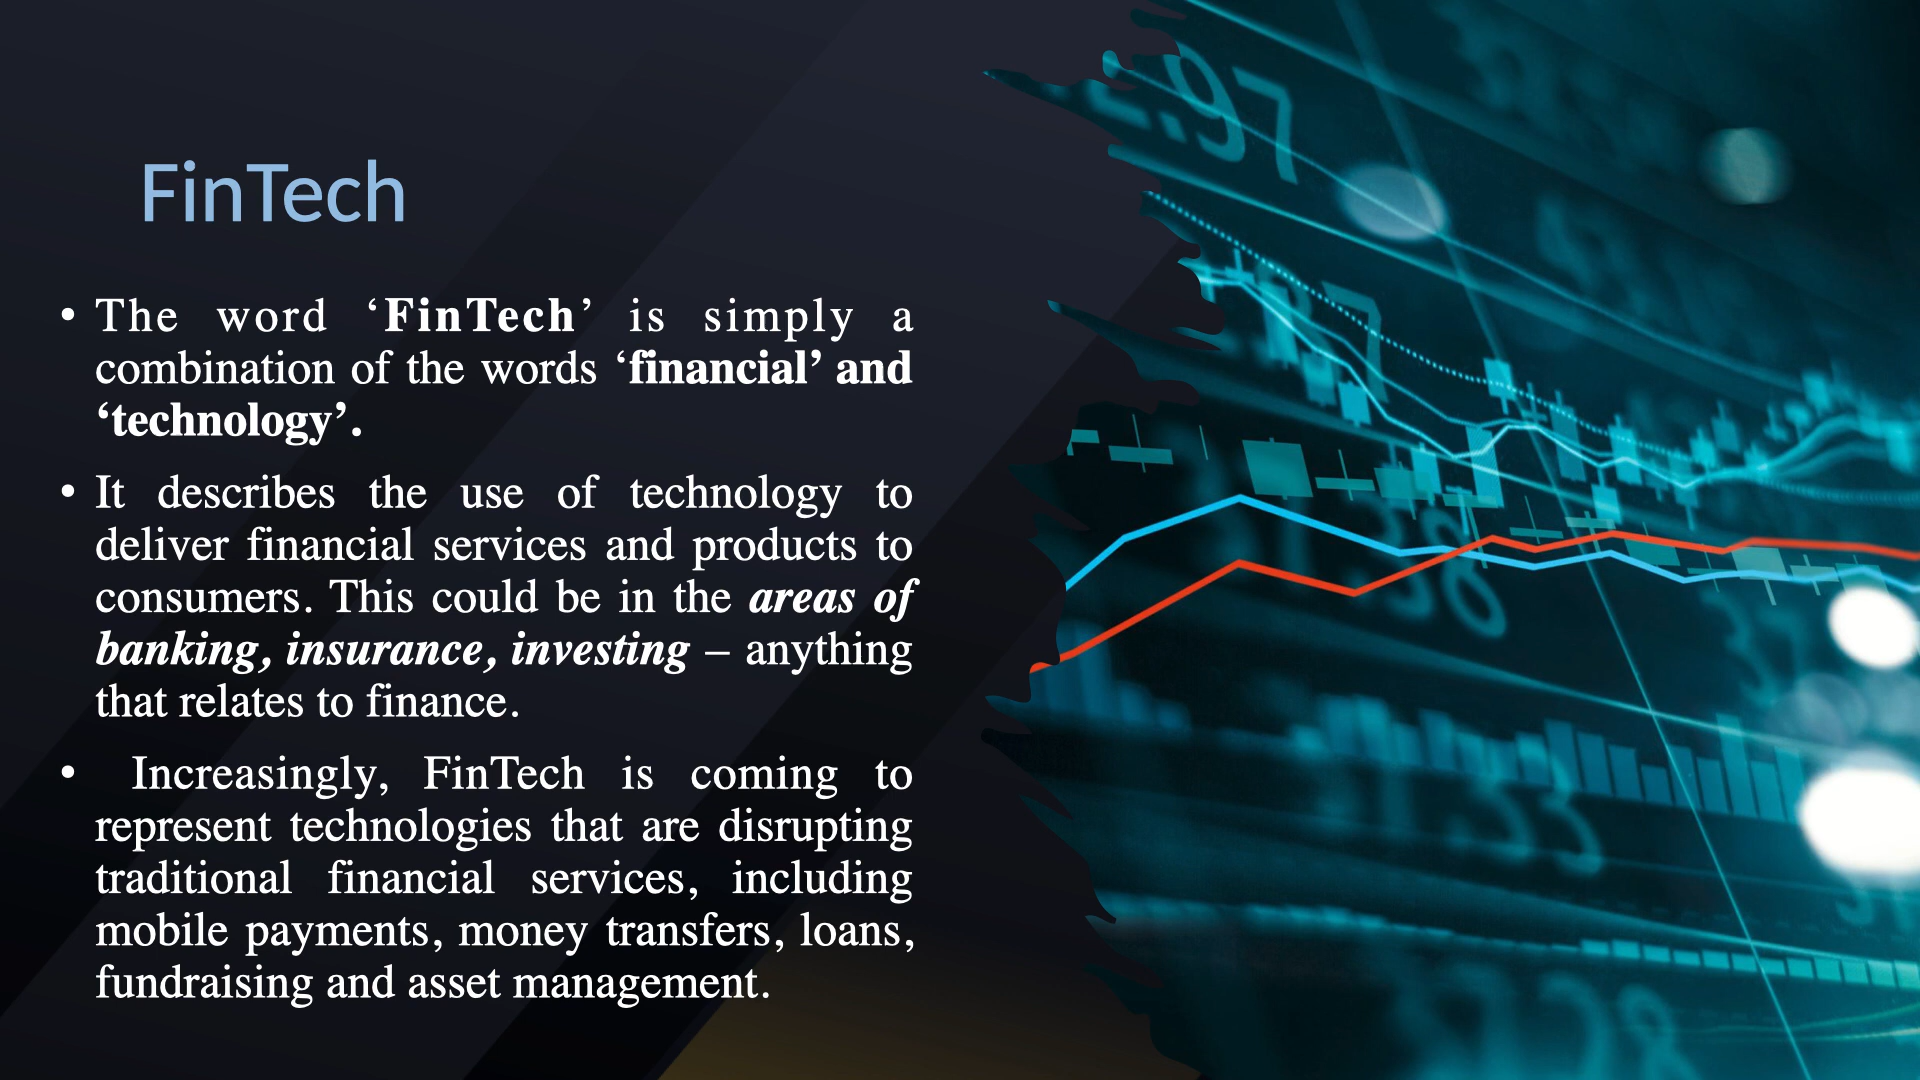 FinTech
• The word ‘FinTech’ is simply a
combination of the words ‘financial’ and
‘technology’.
• It describes the use of technology to
deliver financial services and products to
consumers. This could be in the areas of
banking, insurance, investing – anything
that relates to finance.
• Increasingly, FinTech is coming to
represent technologies that are disrupting
traditional financial services, including
mobile payments, money transfers, loans,
fundraising and asset management.
2.97